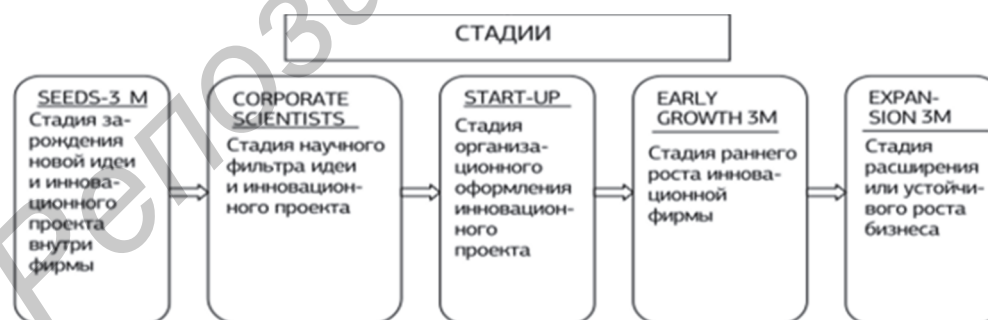 СТАДИИ
SEEDS-3 M
Стадия за-
рождения
новой идеи
и иннова-
ционного
проекта
внутри
фирмы
CORPORATE
SCIENTISTS
Стадия научного
фильтра идеи
и инновацион-
ного проекта
START-UP
Стадия
организа-
ционного
оформления
инновацион-
ного
проекта
EARLY
GROWTH 3M
Стадия раннего
роста иннова-
ционной
фирмы
EXPAN-
SION 3M
Стадия
расширения
или устойчи-
вого роста
бизнеса